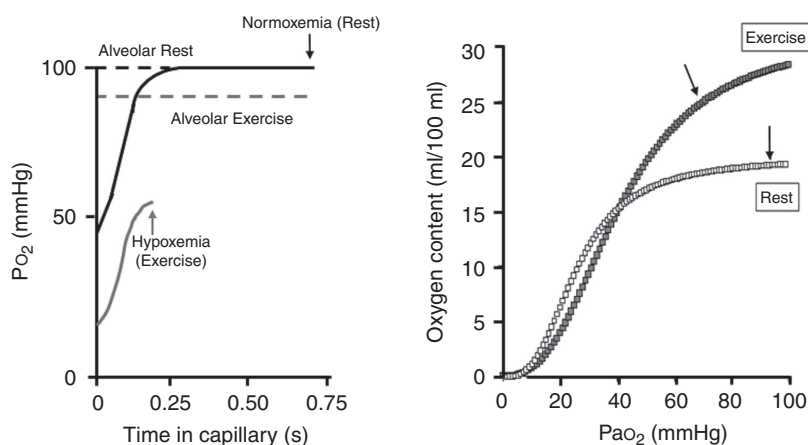 Normoxemia (Rest)
Alveolar Rest
100
Alveolar Exercise
50
Hypoxemia
(Exercise)
0
PO₂ (mmHg)
0 0.25 0.50 0.75
Time in capillary (s)
Exercise
30
25
20
Rest
15
10
5
0
Oxygen content (ml/100 ml)
0 20 40 60 80 100
PaO₂ (mmHg)